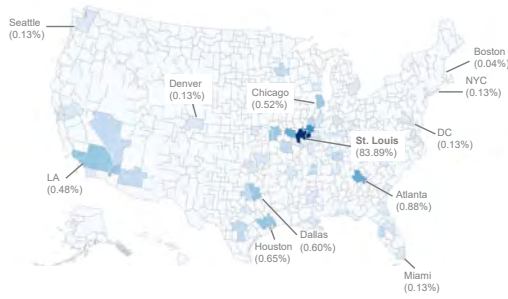 Seattle
(0.13%)
Boston
(0.04%)
NYC
(0.13%)
Denver
(0.13%)
Chicago
(0.52%)
DC
(0.13%)
St. Louis
(83.89%)
LA
(0.48%)
Atlanta
(0.88%)
Dallas
(0.60%)
Houston
(0.65%)
Miami
(0.13%)